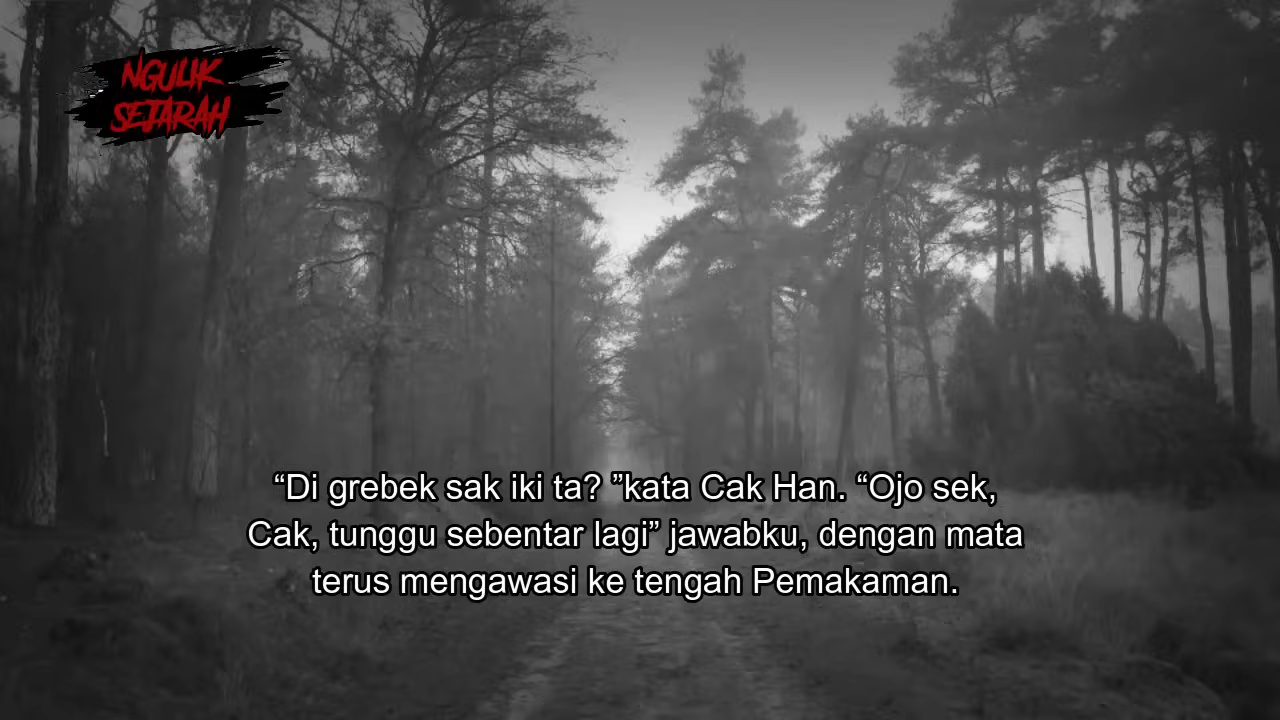 NGULIK
SEJARAH
“Di grebek sak iki ta? ”kata Cak Han. “Ojo sek,
Cak, tunggu sebentar lagi” jawabku, dengan mata
terus mengawasi ke tengah Pemakaman.